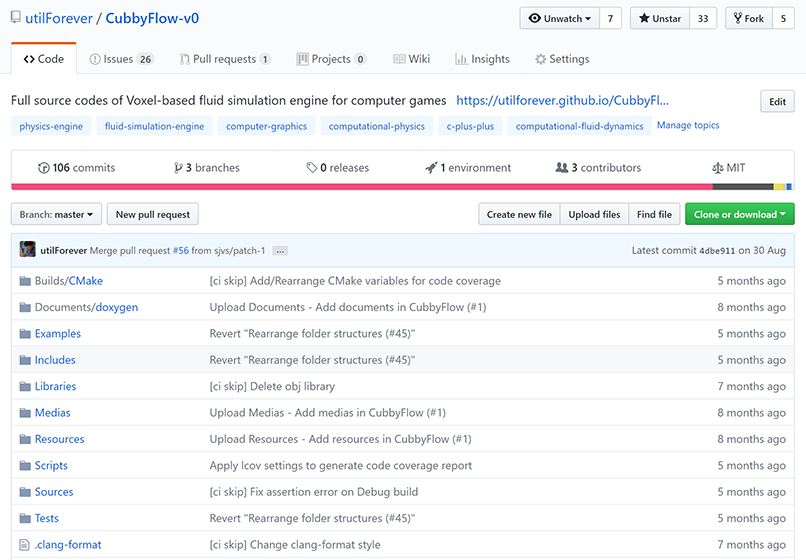 utilForever / CubbyFlow-v0 Unwatch 7 Unstar 33 Fork 5
Code Issues 26 Pull requests 1 Projects 0 Wiki Insights Settings
Full source codes of Voxel-based fluid simulation engine for computer games https://utilforever.github.io/CubbyFl... Edit
physics-engine fluid-simulation-engine computer-graphics computational-physics c-plus-plus computational-fluid-dynamics Manage topics
106 commits 3 branches 0 releases 1 environment 3 contributors MIT
Branch: master New pull request Create new file Upload files Find file Clone or download
utilForever Merge pull request #56 from sjvs/patch-1 ... Latest commit 4dbe911 on 30 Aug
Builds/CMake [ci skip] Add/Rearrange CMake variables for code coverage 5 months ago
Documents/doxygen Upload Documents - Add documents in CubbyFlow (#1) 8 months ago
Examples Revert "Rearrange folder structures (#45)" 5 months ago
Includes Revert "Rearrange folder structures (#45)" 5 months ago
Libraries [ci skip] Delete obj library 7 months ago
Medias Upload Medias - Add medias in CubbyFlow (#1) 8 months ago
Resources Upload Resources - Add resources in CubbyFlow (#1) 8 months ago
Scripts Apply lcov settings to generate code coverage report 5 months ago
Sources [ci skip] Fix assertion error on Debug build 5 months ago
Tests Revert "Rearrange folder structures (#45)" 5 months ago
.clang-format [ci skip] Change clang-format style 7 months ago